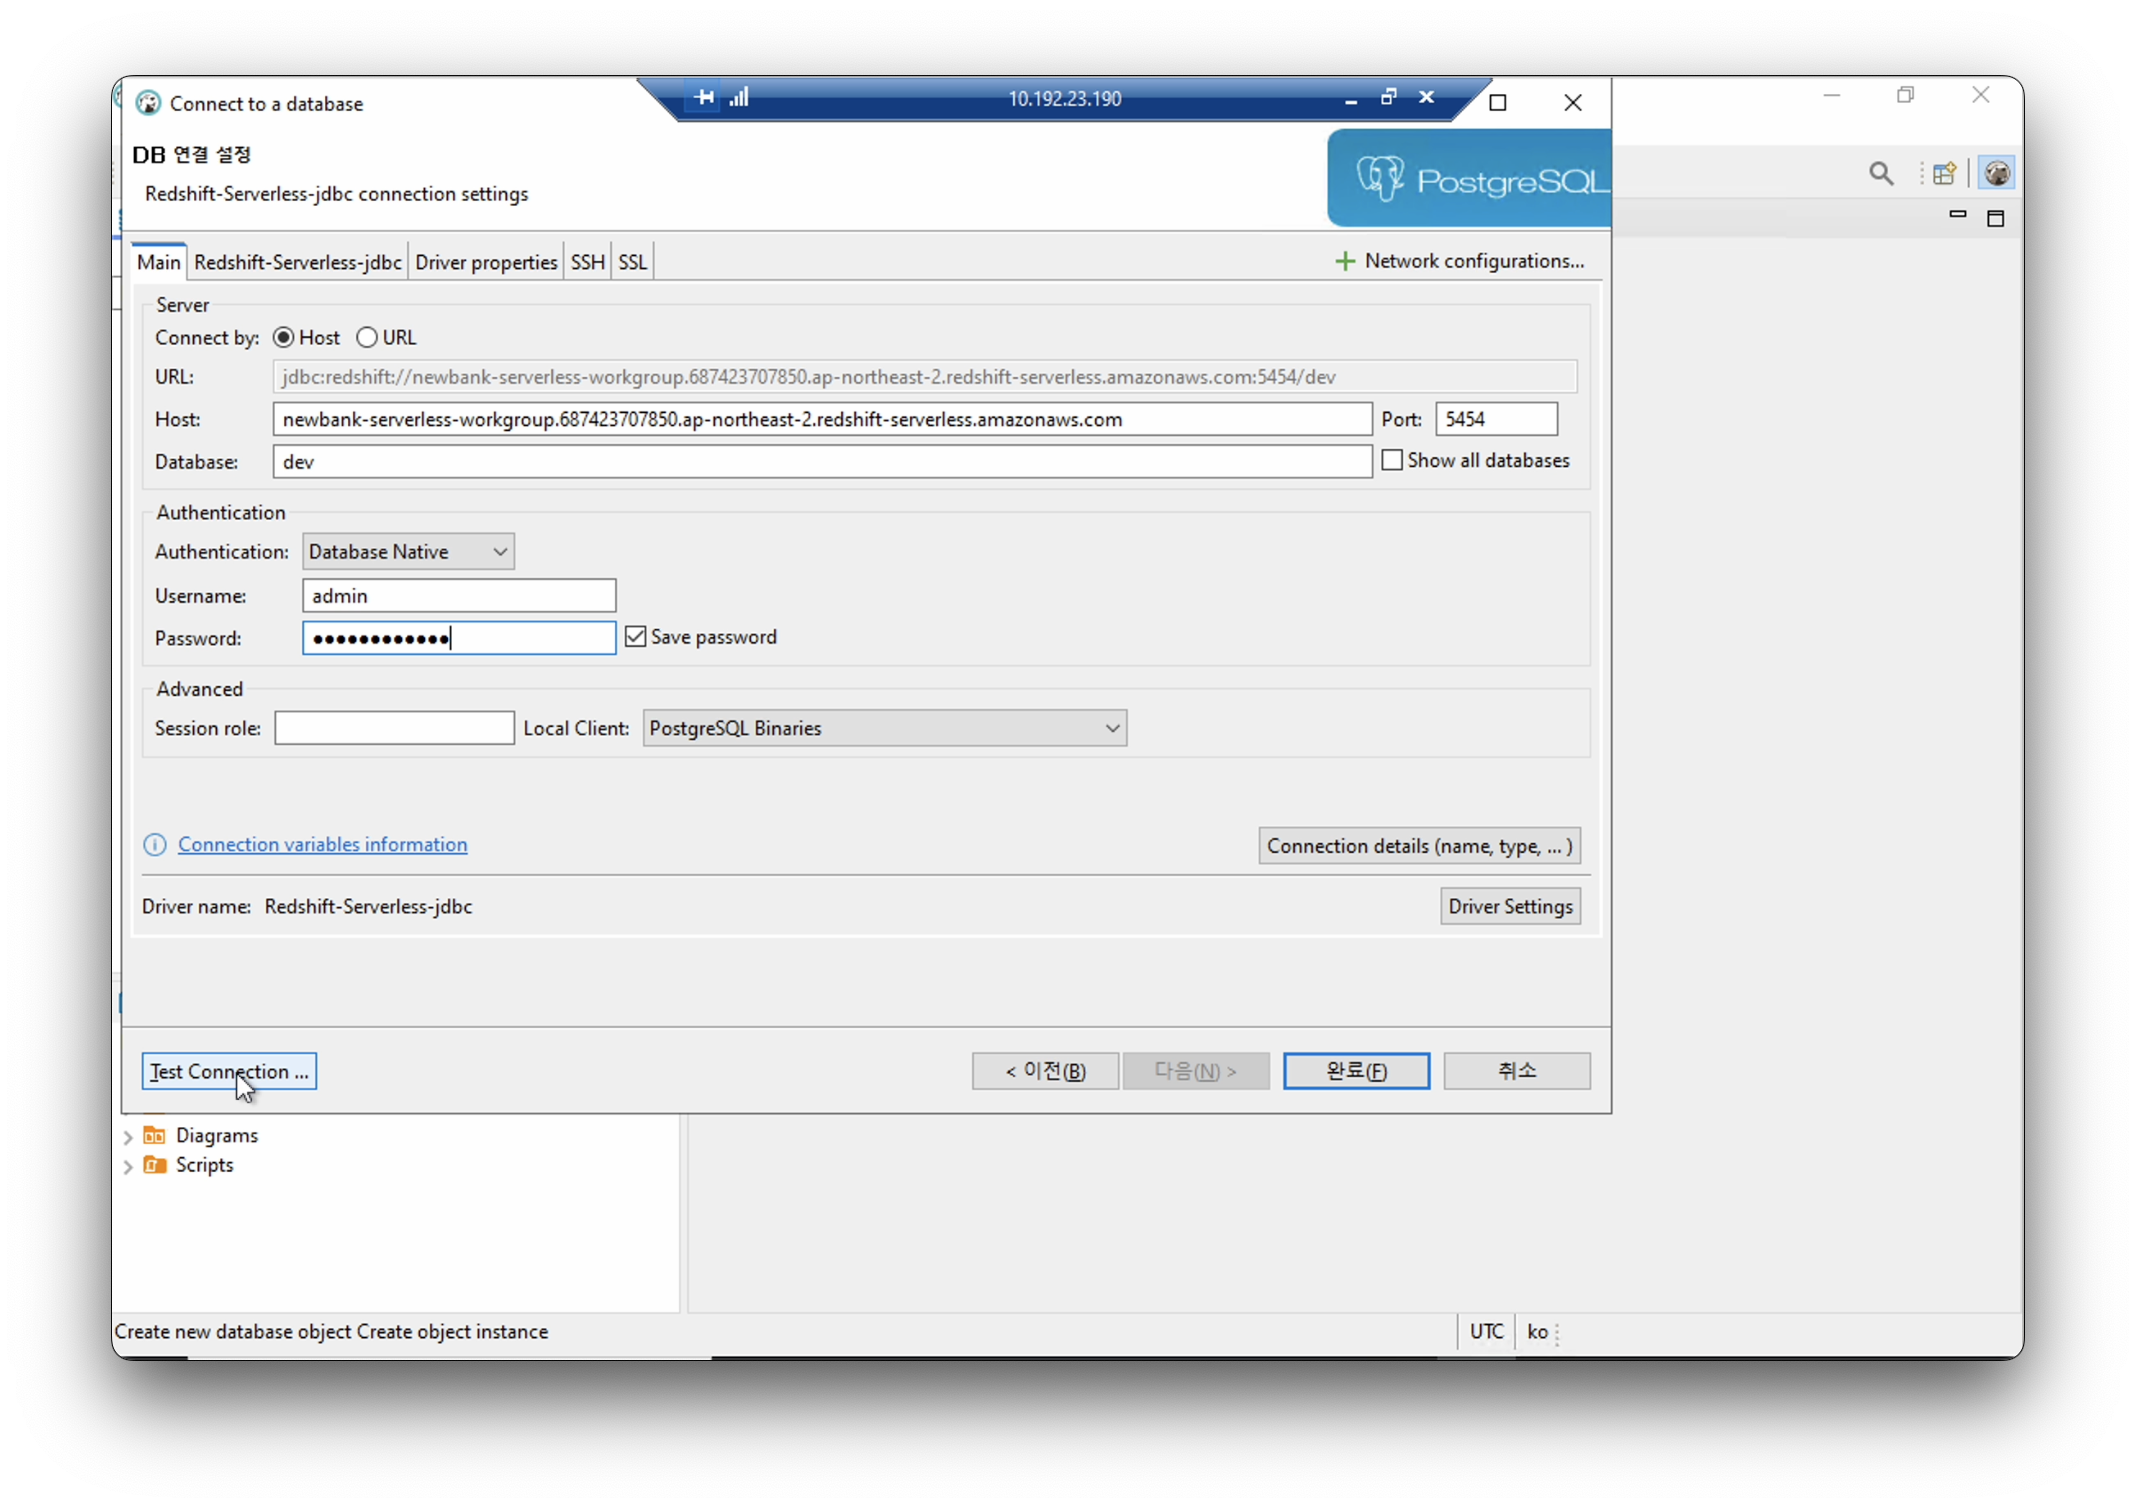 Connect to a database
10.192.23.190
DB 연결 설정
Redshift-Serverless-jdbc connection settings
PostgreSQL
Main
Redshift-Serverless-jdbc
Driver properties
SSH
SSL
Network configurations...
Server
Connect by: Host URL
URL: jdbc:redshift://newbank-serverless-workgroup.687423707850.ap-northeast-2.redshift-serverless.amazonaws.com:5454/dev
Host: newbank-serverless-workgroup.687423707850.ap-northeast-2.redshift-serverless.amazonaws.com Port: 5454
Database: dev Show all databases
Authentication
Authentication: Database Native
Username: admin
Password: •••••••••••• Save password
Advanced
Session role: Local Client: PostgreSQL Binaries
Connection variables information
Connection details (name, type, ... )
Driver name: Redshift-Serverless-jdbc
Driver Settings
Test Connection ...
< 이전(B)
다음(N) >
완료(F)
취소
Diagrams
Scripts
Create new database object Create object instance
UTC
ko